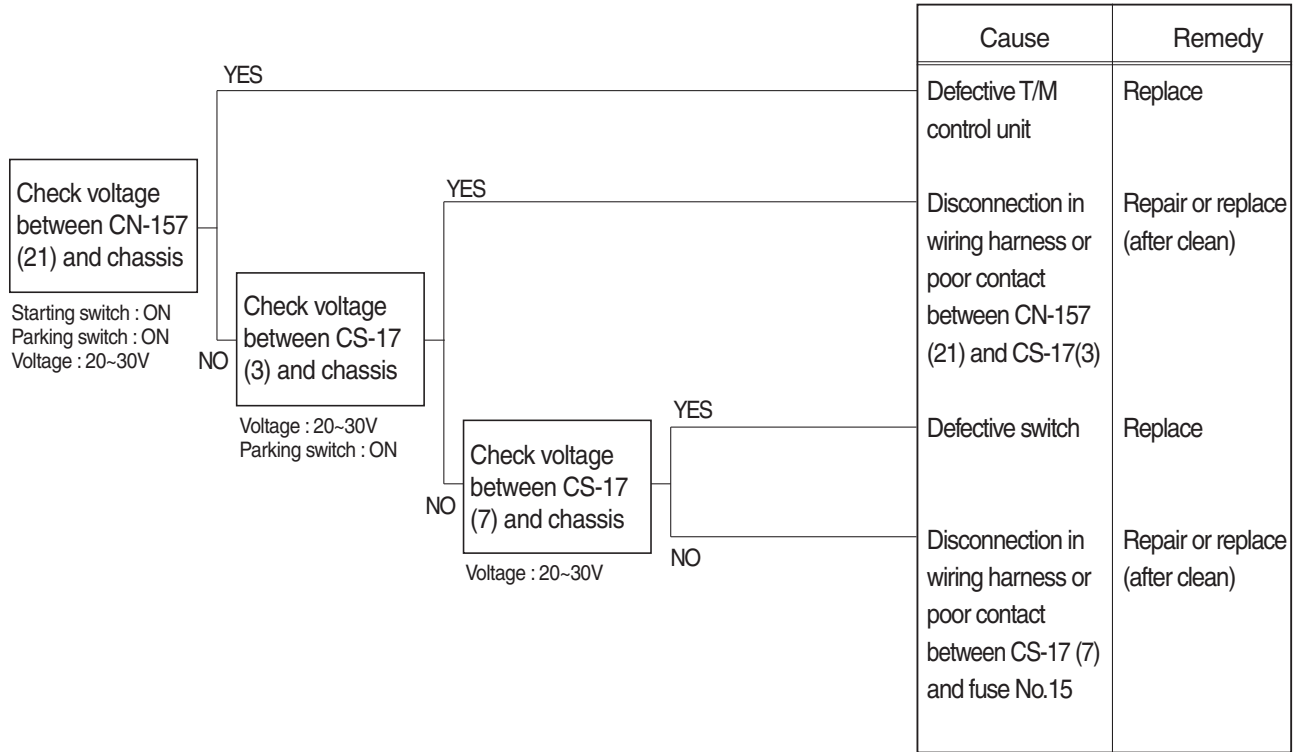 Cause
Remedy
YES
Defective T/M
control unit
Replace
Check voltage
between CN-157
(21) and chassis
Starting switch : ON
Parking switch : ON
Voltage : 20~30V
YES
Disconnection in
wiring harness or
poor contact
between CN-157
(21) and CS-17(3)
Repair or replace
(after clean)
NO
Check voltage
between CS-17
(3) and chassis
Voltage : 20~30V
Parking switch : ON
YES
Defective switch
Replace
NO
Check voltage
between CS-17
(7) and chassis
Voltage : 20~30V
NO
Disconnection in
wiring harness or
poor contact
between CS-17 (7)
and fuse No.15
Repair or replace
(after clean)